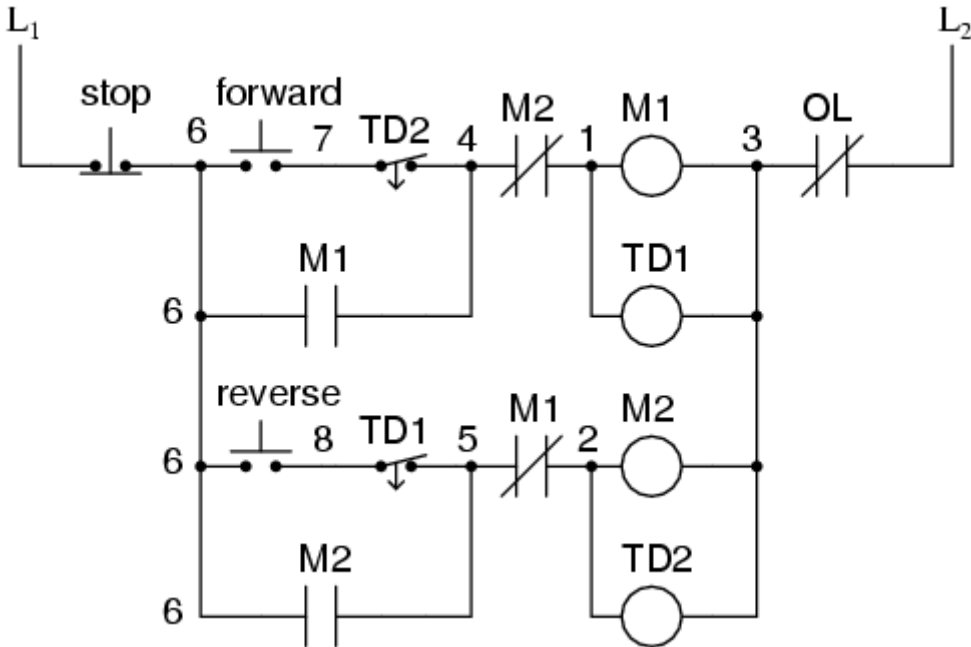 L1 L2
stop forward M2 M1 OL
6 7 TD2 4 1 3
M1 TD1
6
reverse M1 M2
8 TD1 5 2
6
M2 TD2
6